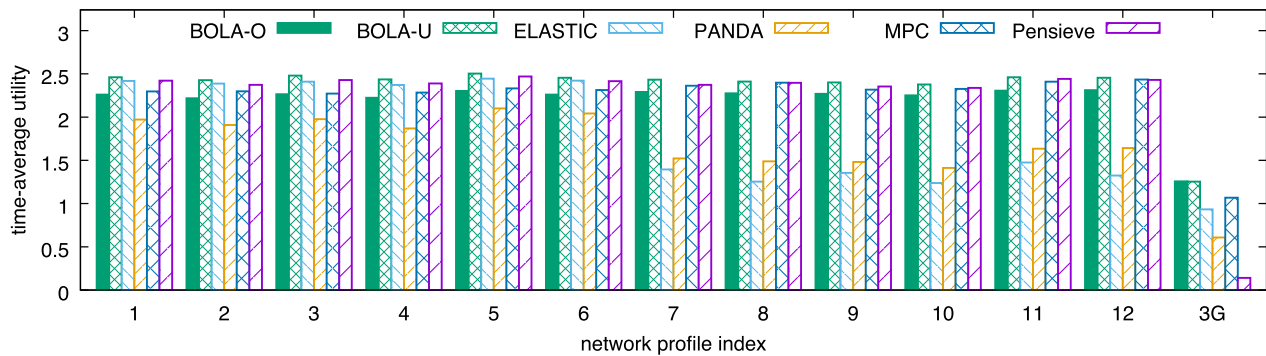 3
BOLA-O BOLA-U ELASTIC PANDA MPC Pensieve
2.5
2
1.5
1
0.5
0
time-average utility
1 2 3 4 5 6 7 8 9 10 11 12 3G
network profile index